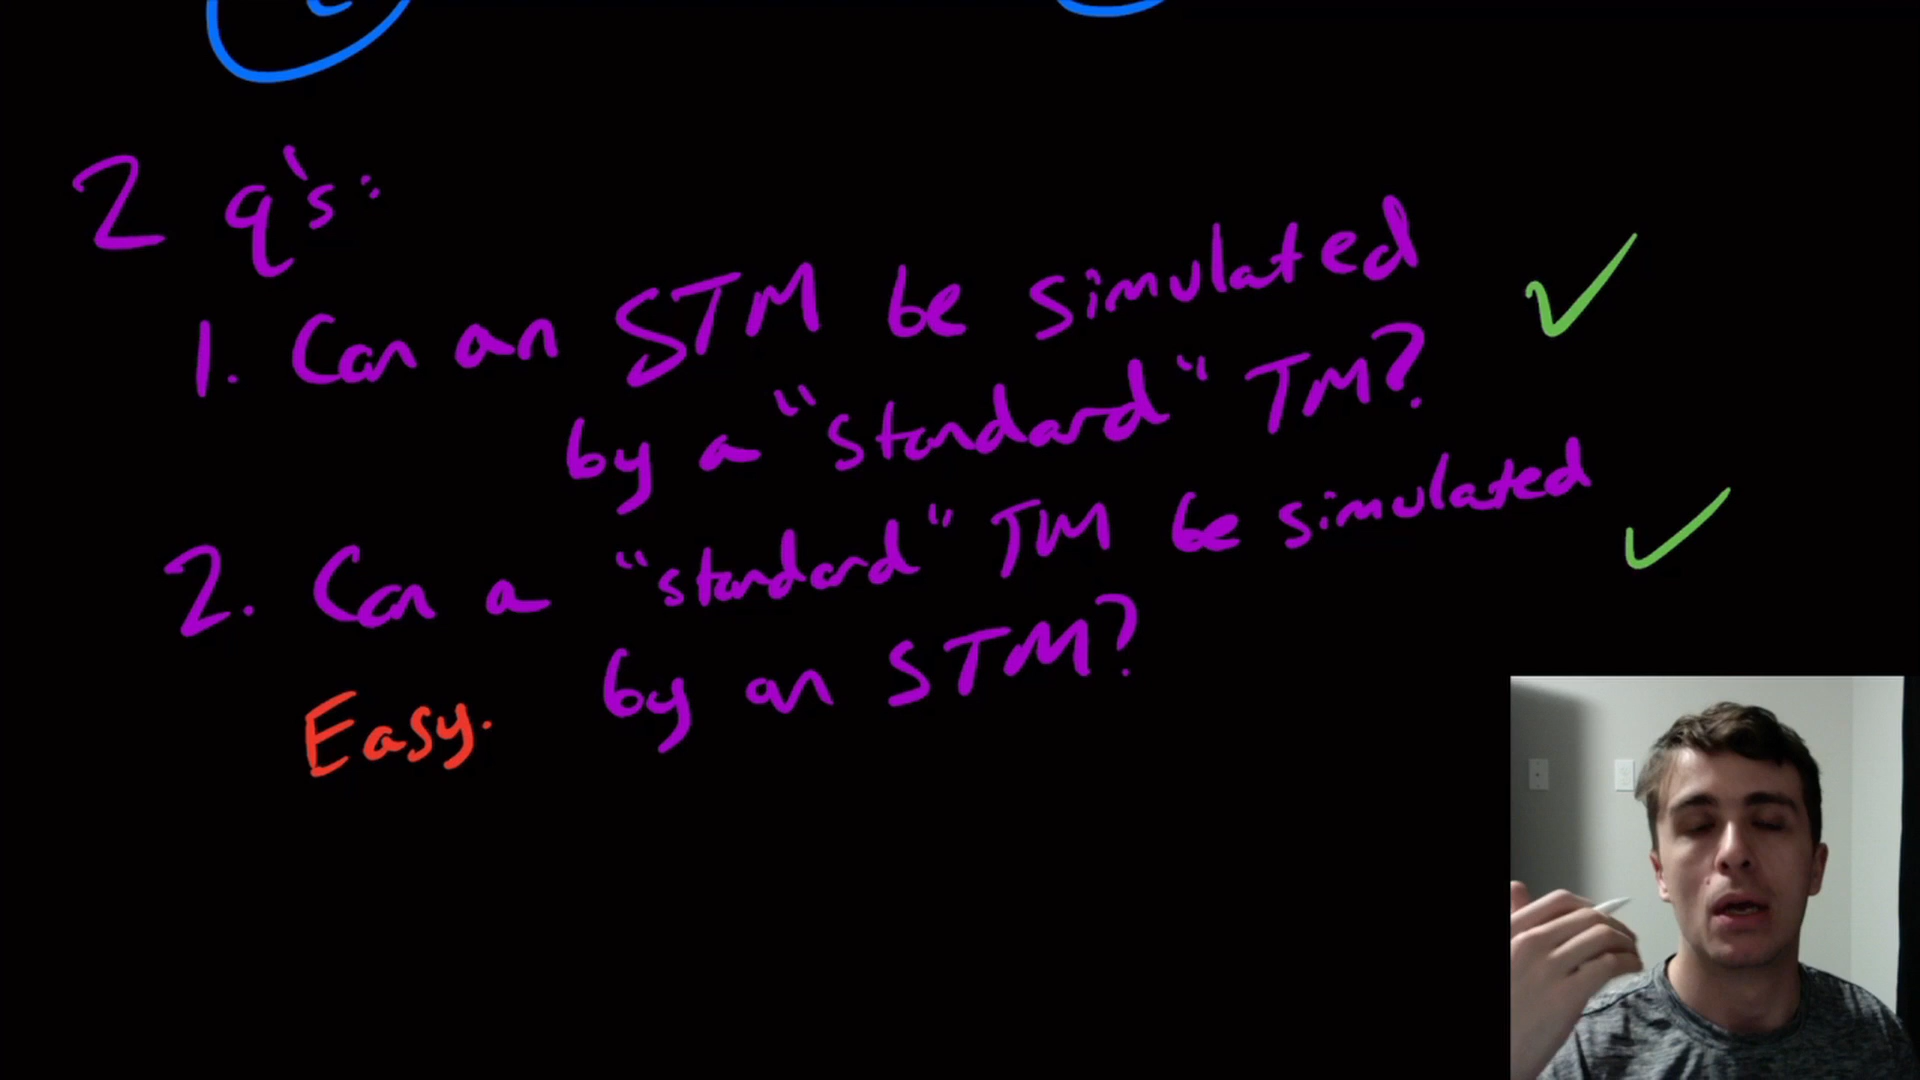 2 q's:
1. Can an STM be simulated
by a "standard" TM?
2. Can a "standard" TM be simulated
by an STM?
Easy.